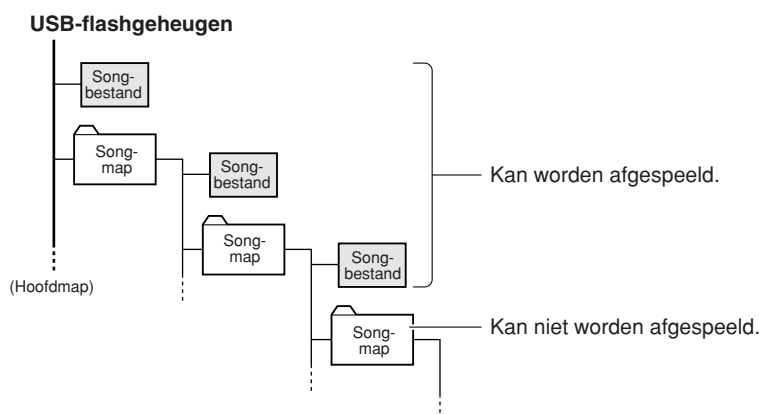 USB-flashgeheugen
Song-
bestand
Song-
map
Song-
bestand
Kan worden afgespeeld.
Song-
map
Song-
bestand
(Hoofdmap)
Song-
map
Kan niet worden afgespeeld.